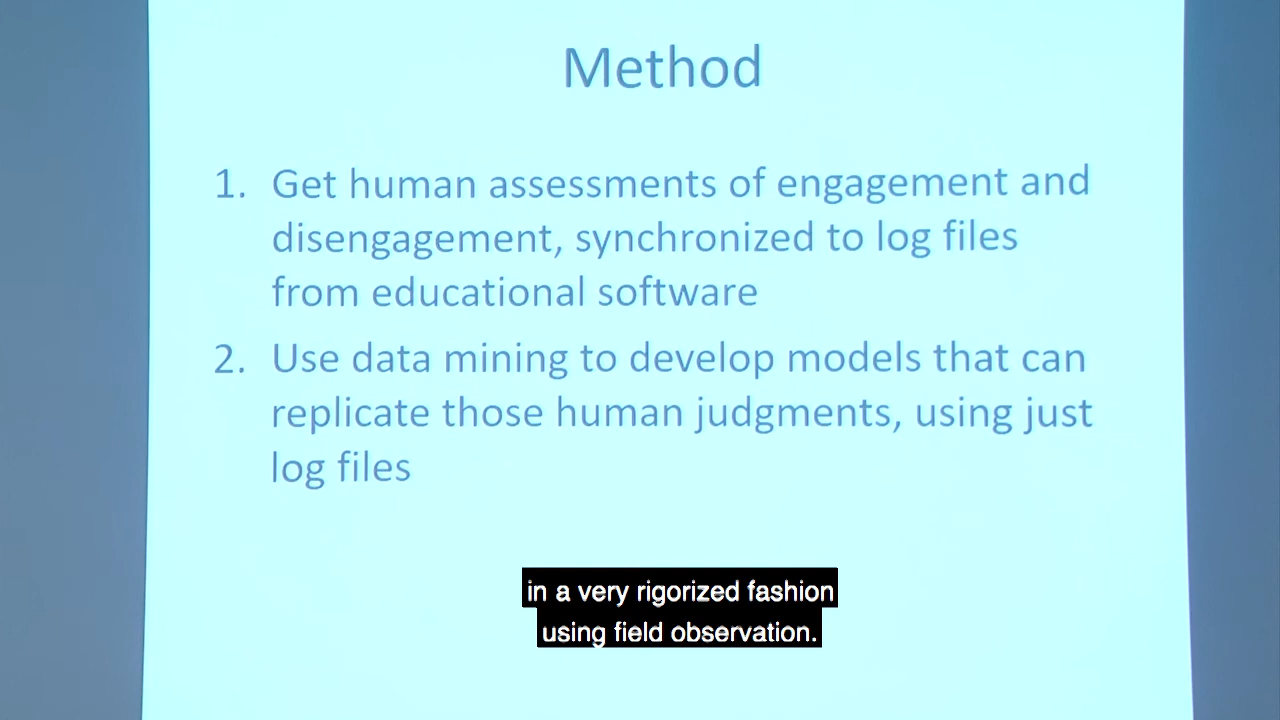 Method
1. Get human assessments of engagement and
disengagement, synchronized to log files
from educational software
2. Use data mining to develop models that can
replicate those human judgments, using just
log files
in a very rigorized fashion
using field observation.